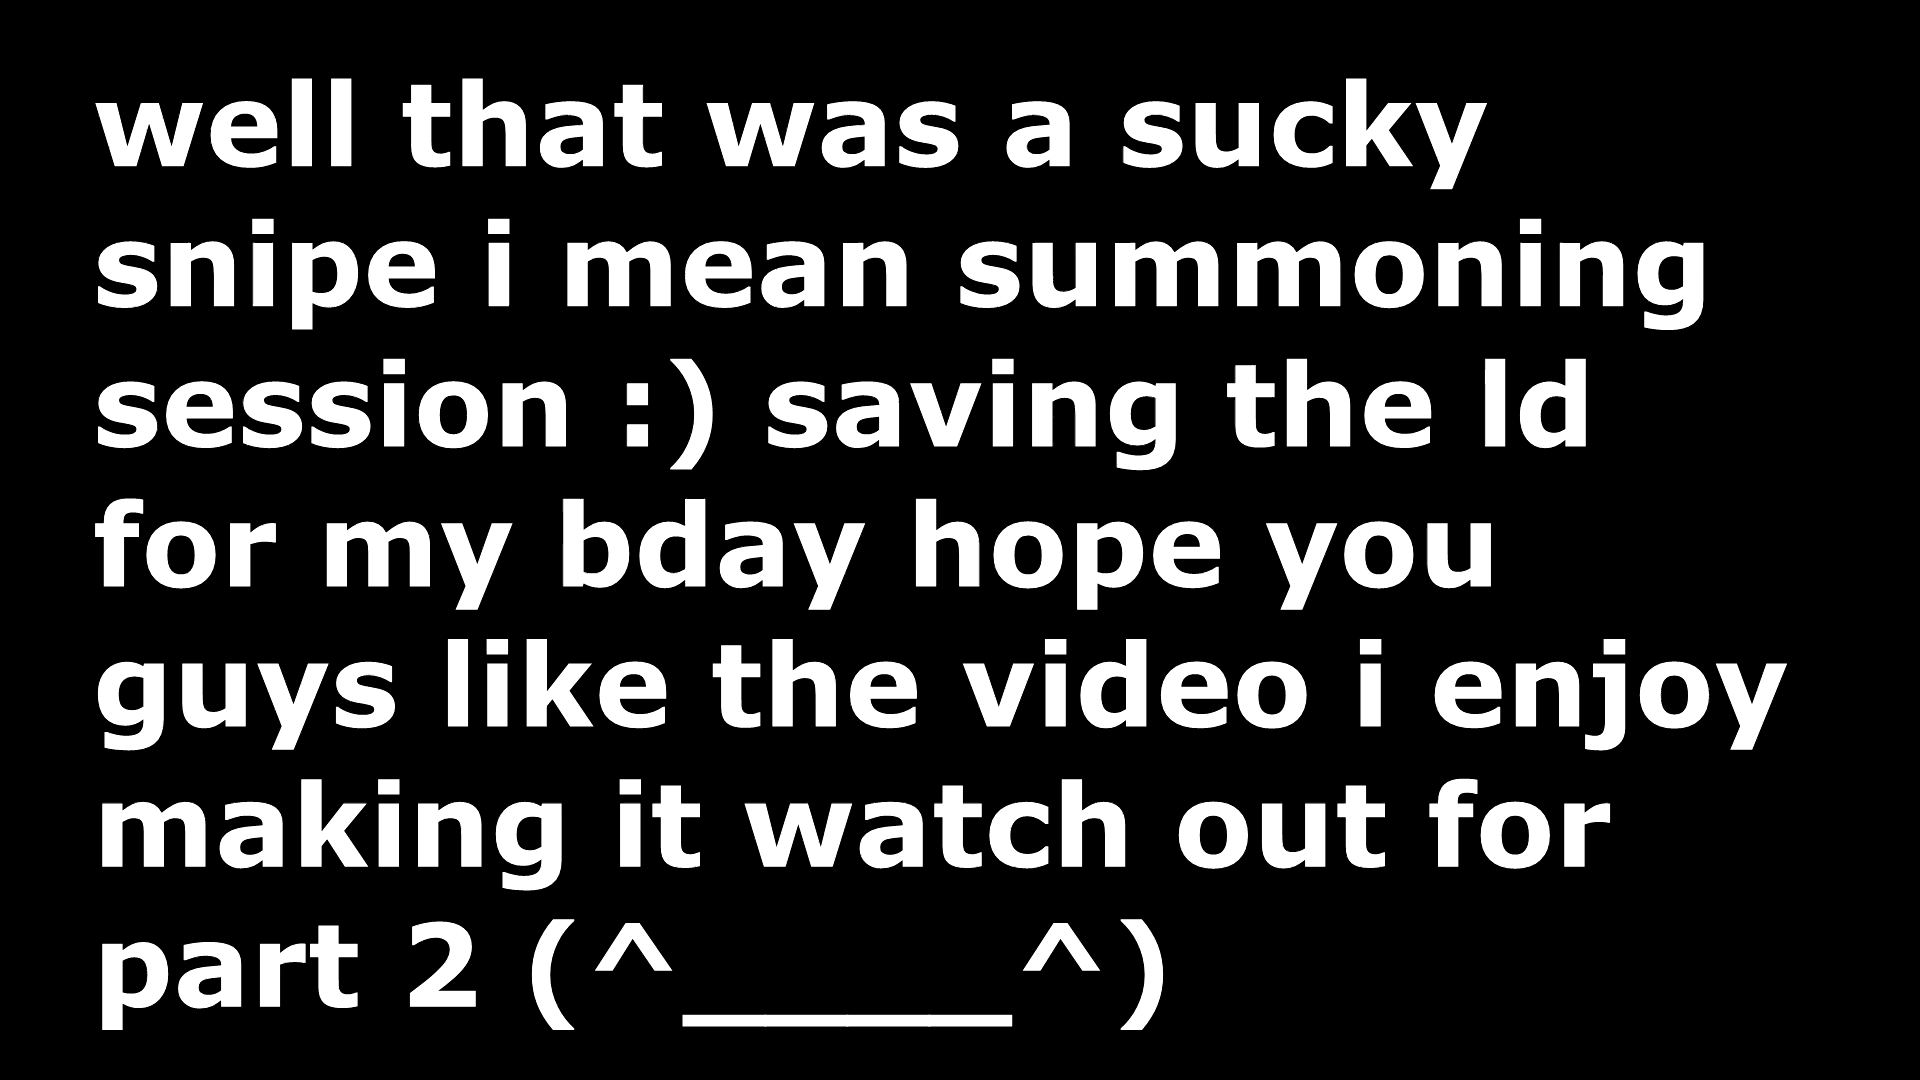 well that was a sucky
snipe i mean summoning
session :) saving the ld
for my bday hope you
guys like the video i enjoy
making it watch out for
part 2 (^____^)